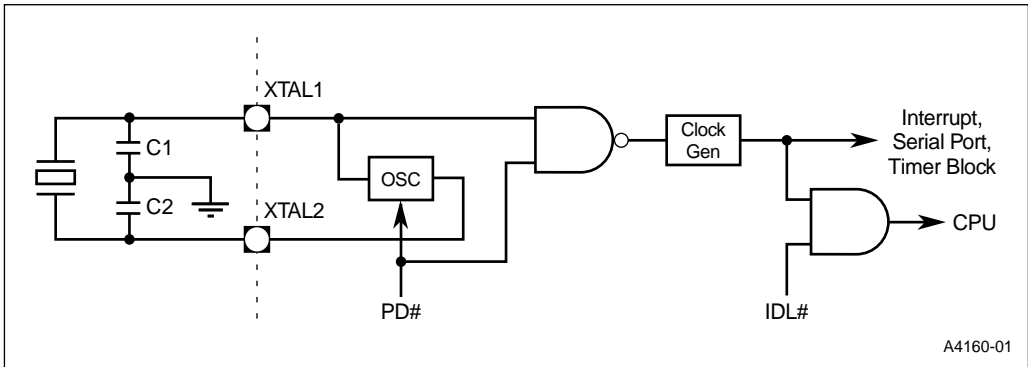 XTAL1
C1
C2
OSC
XTAL2
PD#
Clock
Gen
Interrupt,
Serial Port,
Timer Block
CPU
IDL#
A4160-01